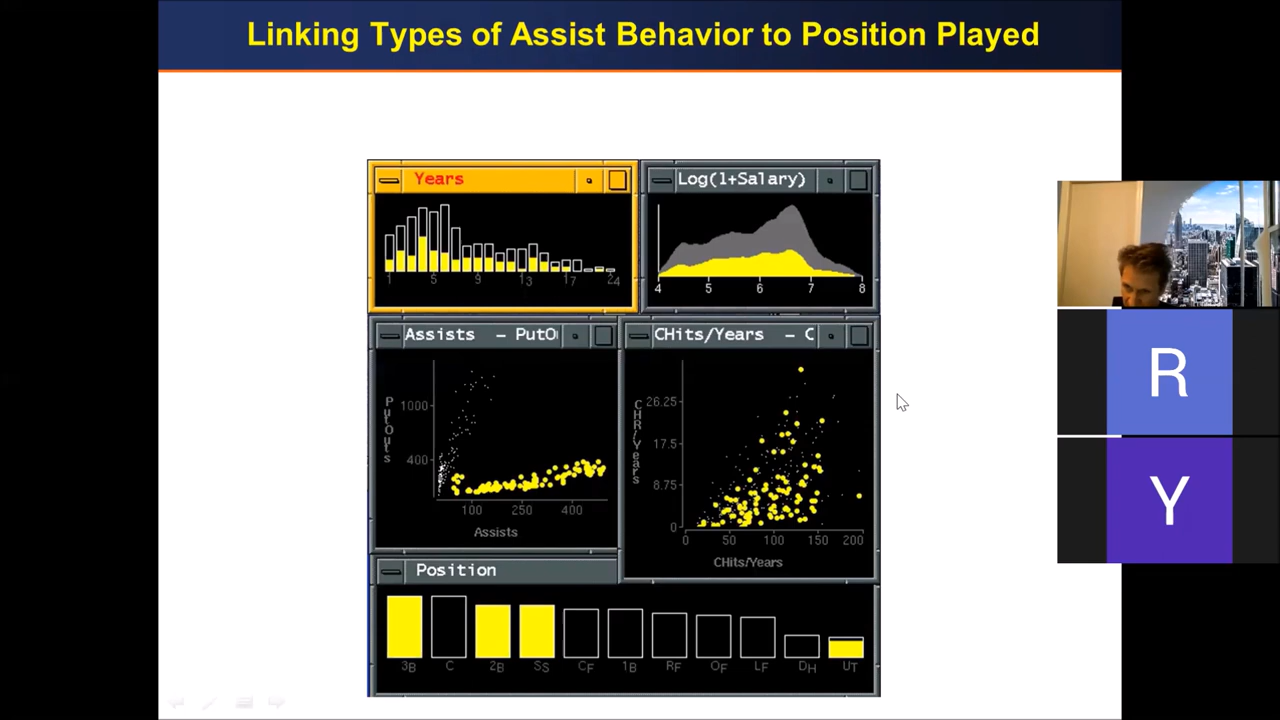 Linking Types of Assist Behavior to Position Played
Years
1 5 9 13 17 24
Log(1+Salary)
4 5 6 7 8
Assists – PutO
PutOuts
1000
400
100 250 400
Assists
CHits/Years – C
CHR/Years
26.25
17.5
8.75
0
0 50 100 150 200
CHits/Years
Position
3B C 2B SS CF 1B RF OF LF DH UT
R
Y